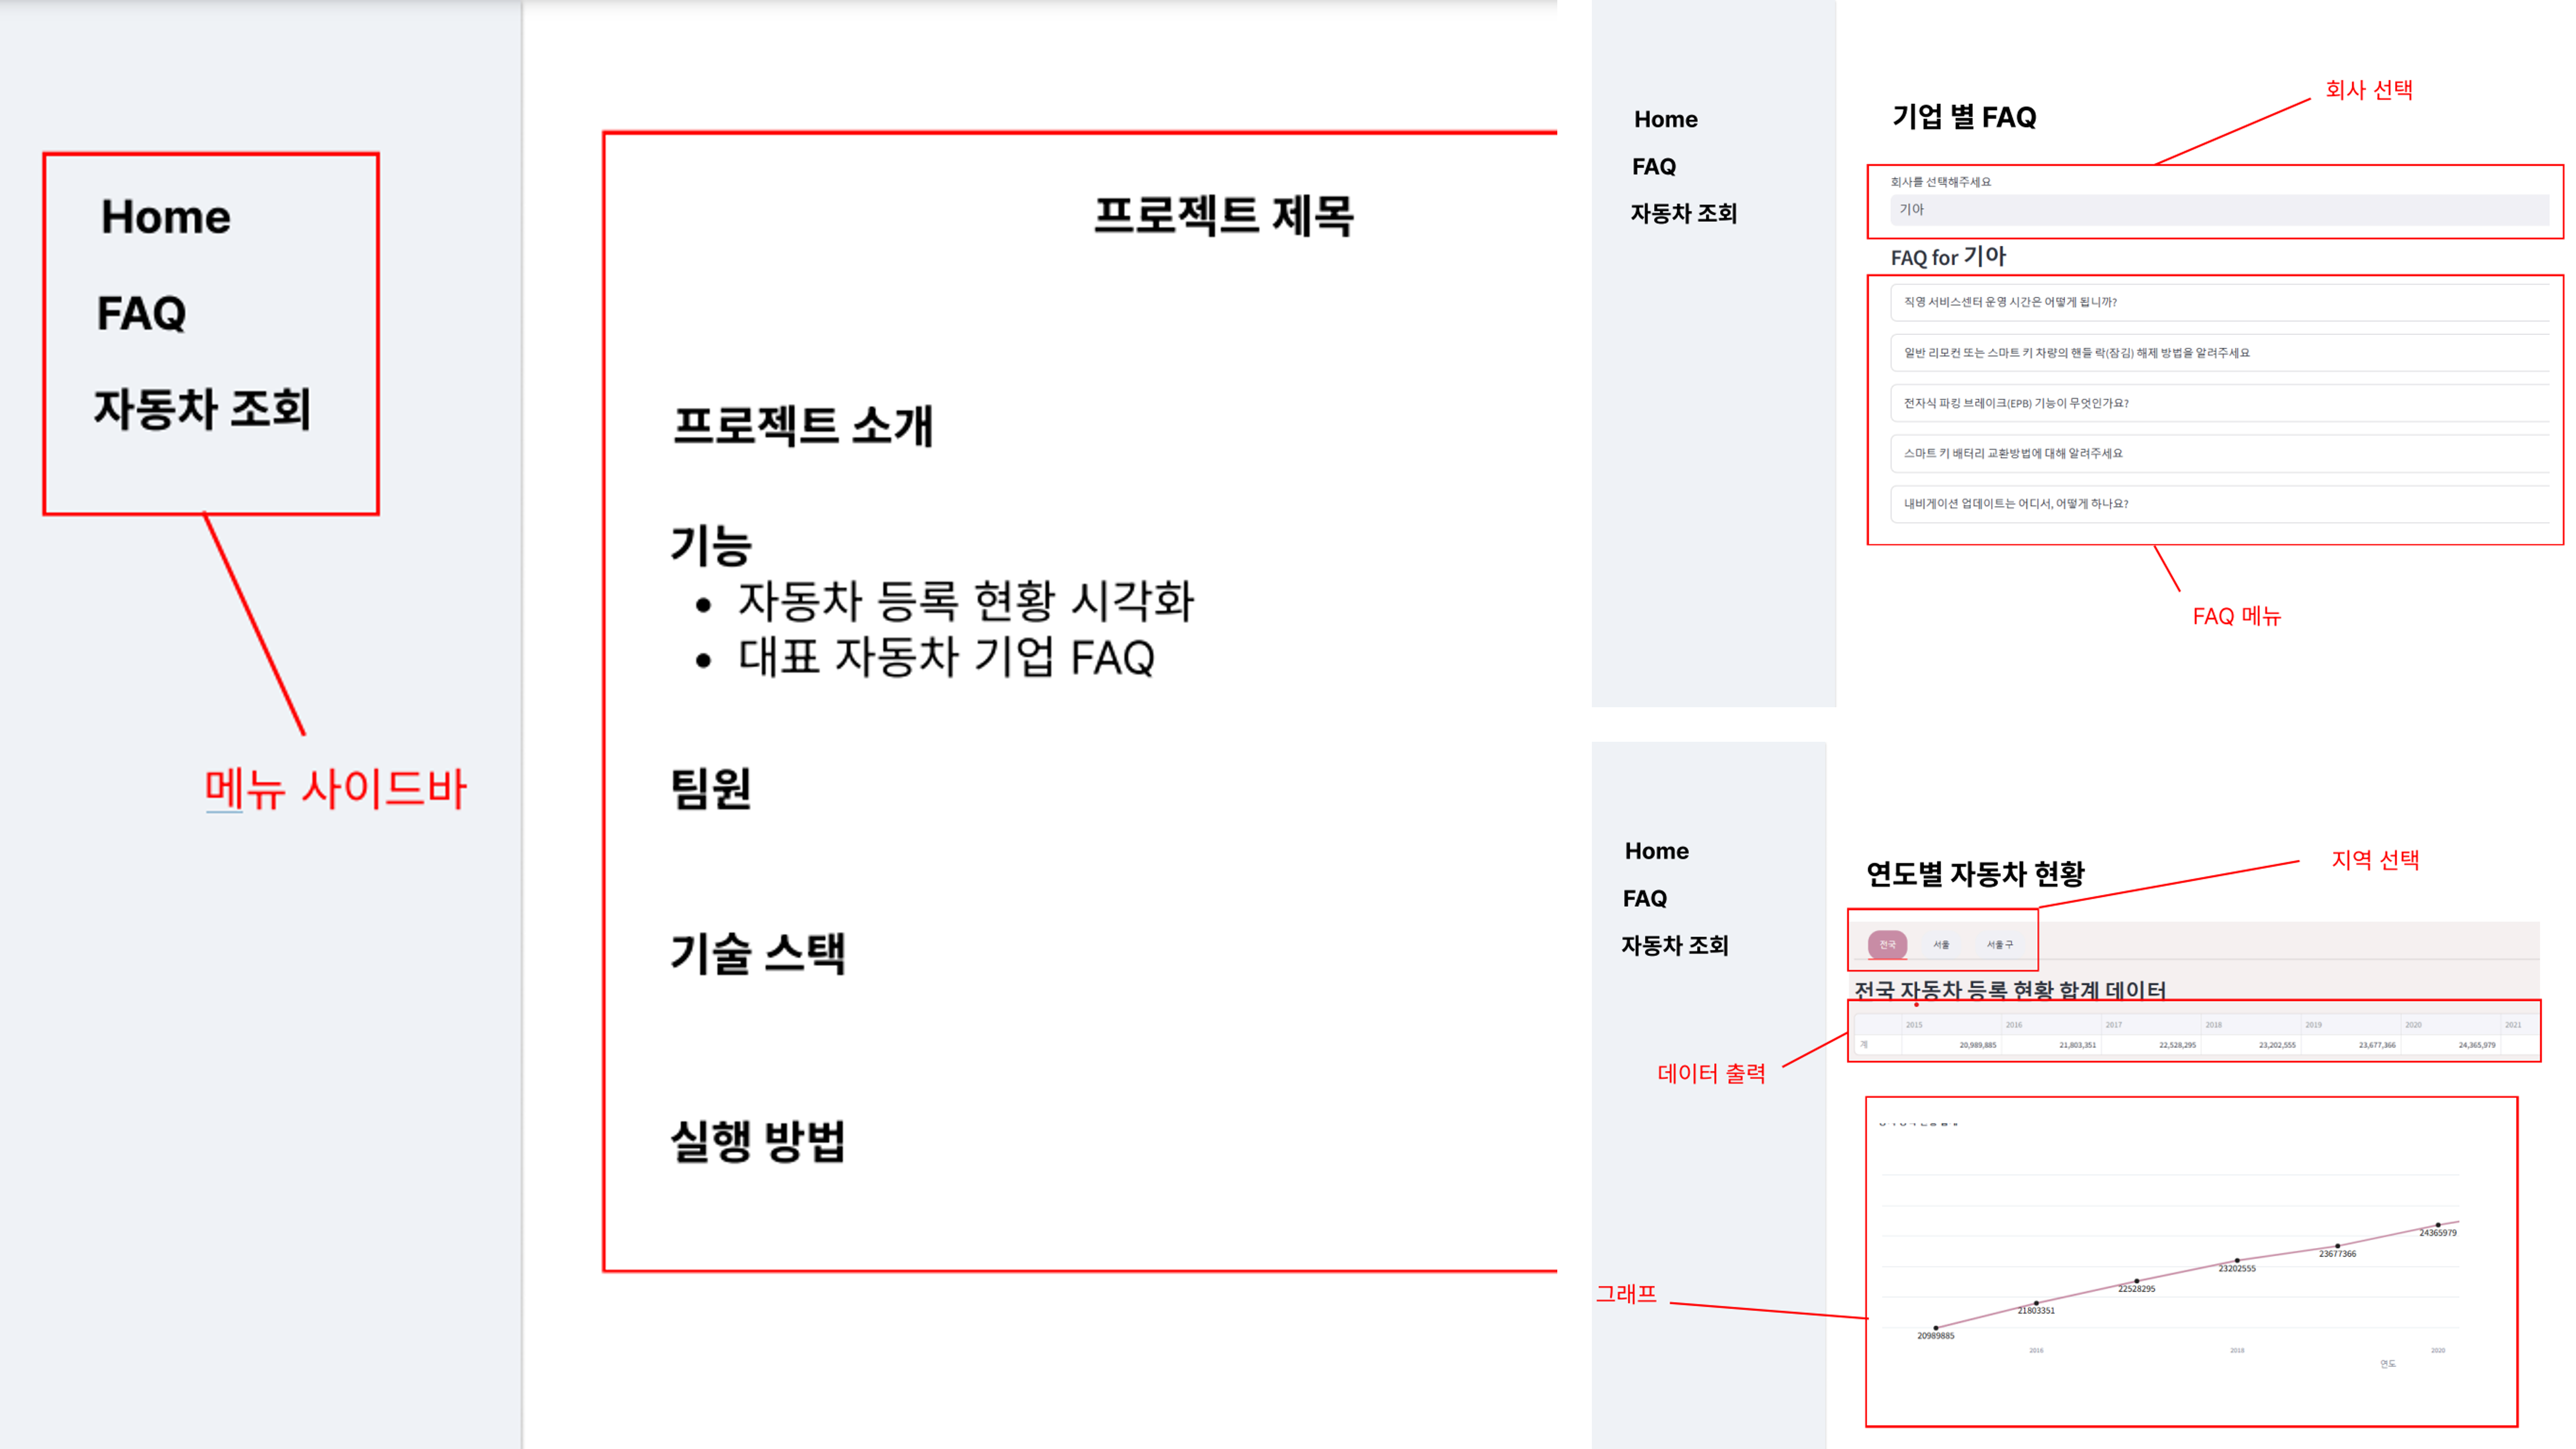 Home
FAQ
자동차 조회
메뉴 사이드바
프로젝트 제목
프로젝트 소개
기능
• 자동차 등록 현황 시각화
• 대표 자동차 기업 FAQ
팀원
기술 스택
실행 방법
Home
FAQ
자동차 조회
기업 별 FAQ
회사 선택
회사를 선택해주세요
기아
FAQ for 기아
직영 서비스센터 운영 시간은 어떻게 됩니까?
일반 리모컨 또는 스마트 키 차량의 핸들 락(잠김) 해제 방법을 알려주세요
전자식 파킹 브레이크(EPB) 기능이 무엇인가요?
스마트 키 배터리 교환방법에 대해 알려주세요
내비게이션 업데이트는 어디서, 어떻게 하나요?
FAQ 메뉴
Home
FAQ
자동차 조회
연도별 자동차 현황
지역 선택
전국 서울 서울 구
전국 자동차 등록 현황 합계 데이터
2015 2016 2017 2018 2019 2020 2021
계 20,989,885 21,803,351 22,528,295 23,202,555 23,677,366 24,365,979
데이터 출력
그래프
24365979
23677366
23202555
22528295
21803351
20989885
2016 2018 2020
연도